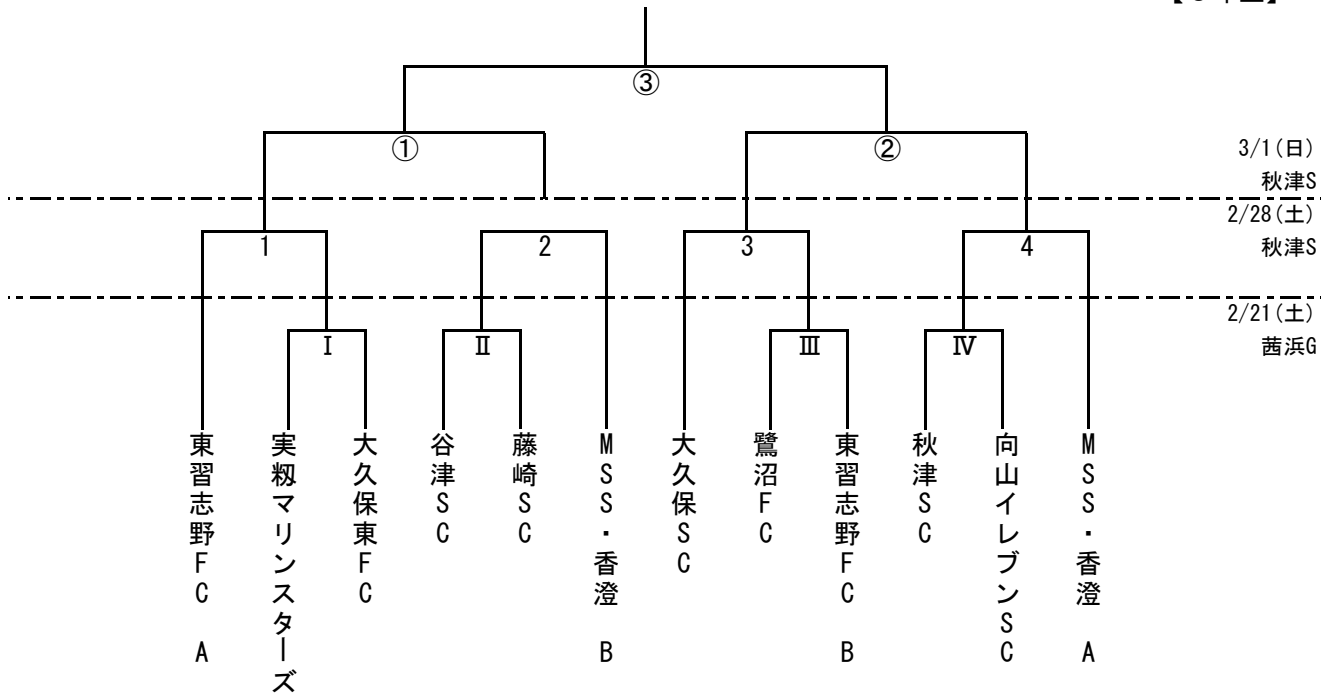 ③
①
②
3/1(日)
秋津S
2/28(土)
1
2
3
4
秋津S
2/21(土)
Ⅰ
Ⅱ
Ⅲ
Ⅳ
茜浜G
東習志野FC A
実籾マリンスターズ
大久保東FC
谷津SC
藤崎SC
MSS・香澄 B
大久保SC
鷺沼FC
東習志野FC B
秋津SC
向山イレブンSC
MSS・香澄 A